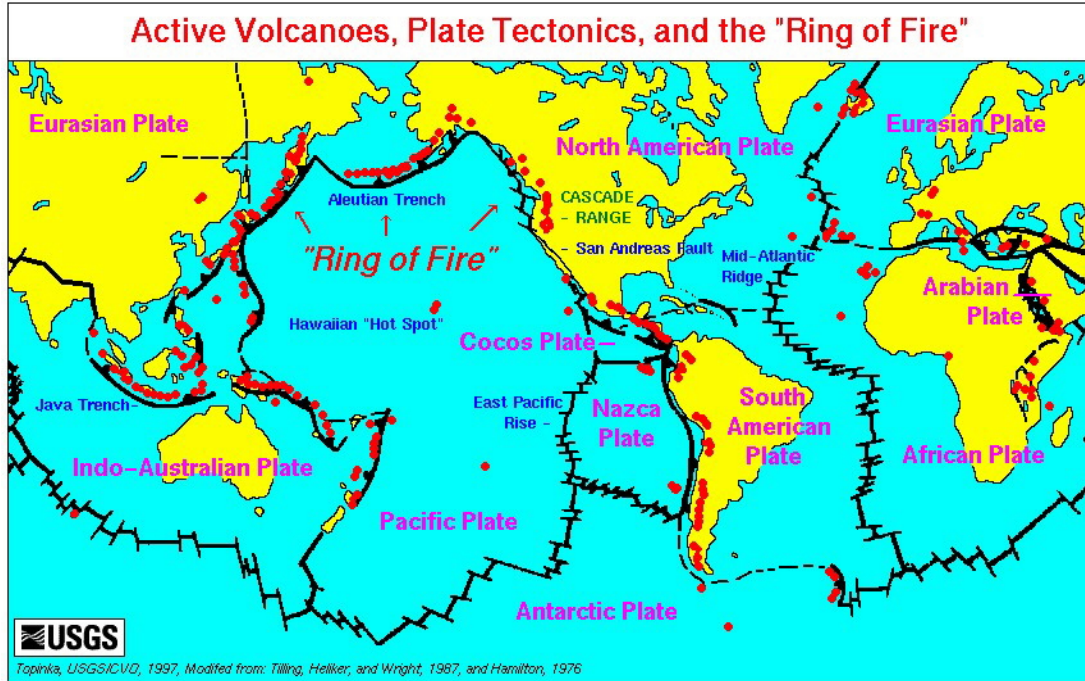 Active Volcanoes, Plate Tectonics, and the "Ring of Fire"
Eurasian Plate
North American Plate
Eurasian Plate
Aleutian Trench
CASCADE
- RANGE
"Ring of Fire"
- San Andreas Fault
Mid-Atlantic
Ridge
Arabian
Plate
Hawaiian "Hot Spot"
Cocos Plate
Java Trench-
East Pacific
Rise -
Nazca
Plate
South
American
Plate
Indo-Australian Plate
African Plate
Pacific Plate
Antarctic Plate
USGS
Topinka, USGS/CVO, 1997, Modifed from: Tilling, Heliker, and Wright, 1987, and Hamilton, 1976